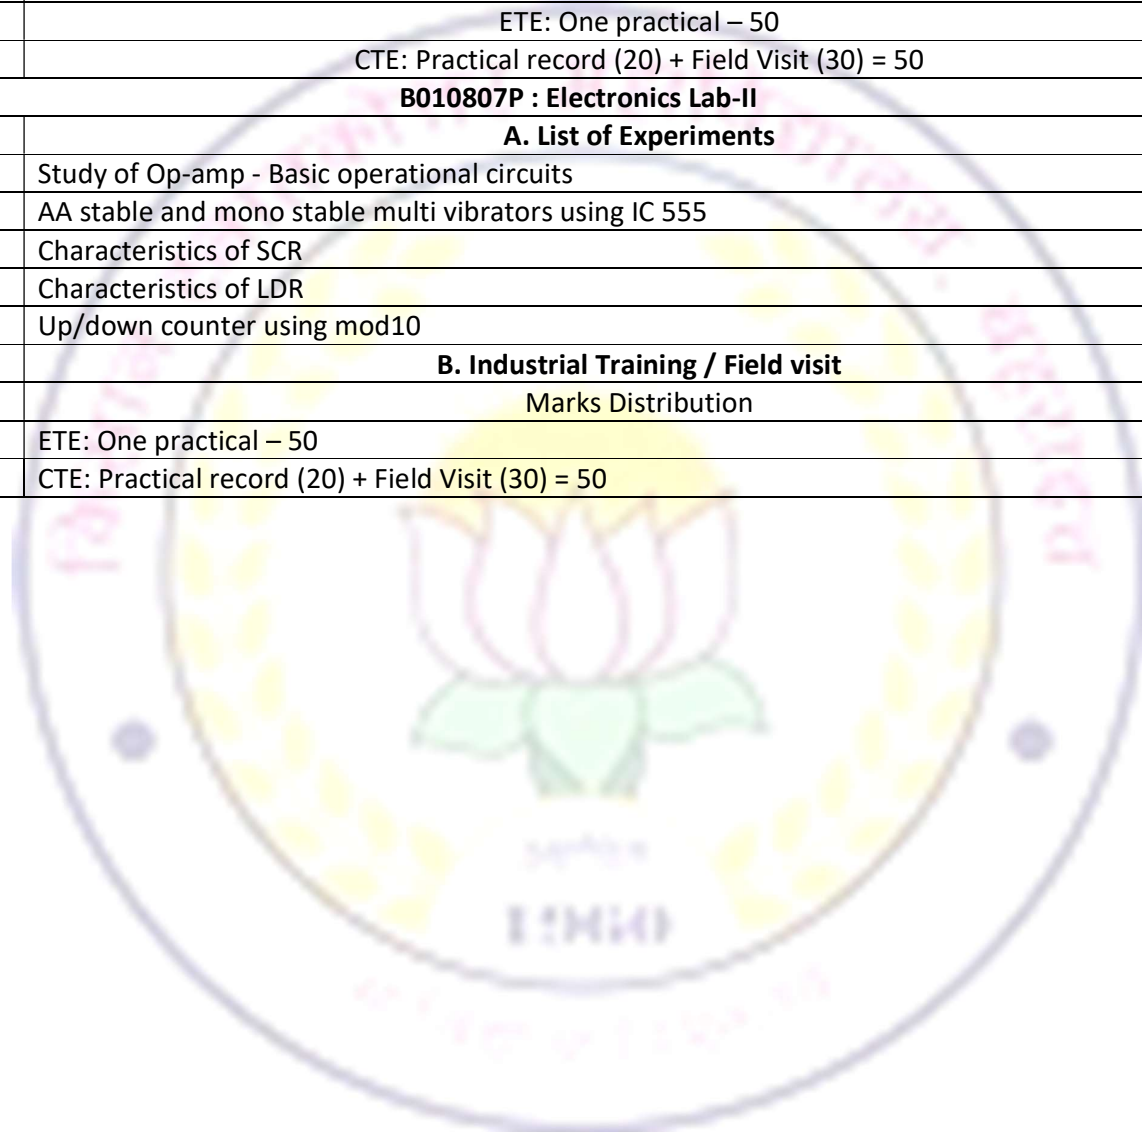 ETE: One practical – 50
CTE: Practical record (20) + Field Visit (30) = 50
B010807P : Electronics Lab-II
A. List of Experiments
Study of Op-amp - Basic operational circuits
AA stable and mono stable multi vibrators using IC 555
Characteristics of SCR
Characteristics of LDR
Up/down counter using mod10
B. Industrial Training / Field visit
Marks Distribution
ETE: One practical – 50
CTE: Practical record (20) + Field Visit (30) = 50